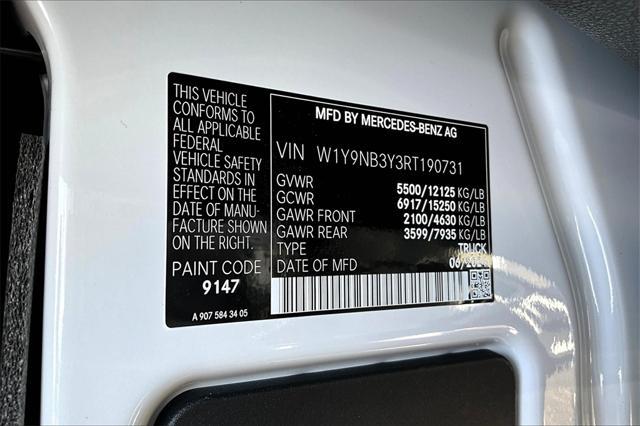 THIS VEHICLE
CONFORMS TO
ALL APPLICABLE
FEDERAL
VEHICLE SAFETY
STANDARDS IN
EFFECT ON THE
DATE OF MANU-
FACTURE SHOWN
ON THE RIGHT.
PAINT CODE
9147
A 907 584 34 05
MFD BY MERCEDES-BENZ AG
VIN W1Y9NB3Y3RT190731
GVWR 5500/12125 KG/LB
GCWR 6917/15250 KG/LB
GAWR FRONT 2100/4630 KG/LB
GAWR REAR 3599/7935 KG/LB
TYPE TRUCK
DATE OF MFD